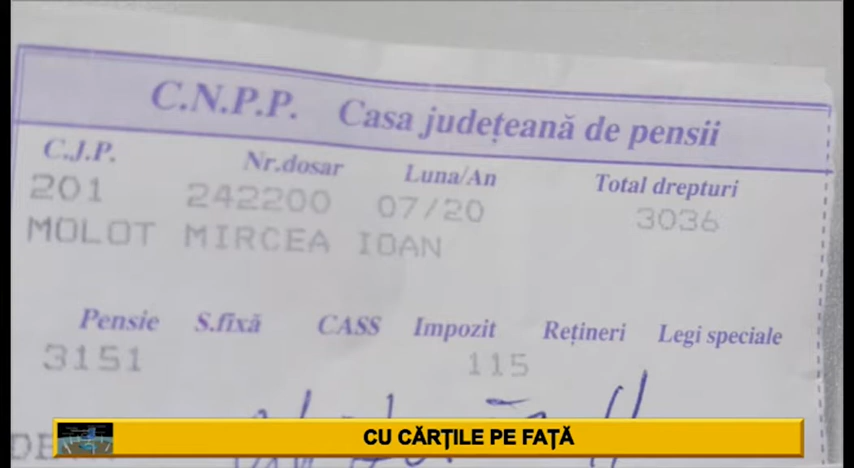 C.N.P.P. Casa județeană de pensii
C.J.P. Nr.dosar Luna/An Total drepturi
201 242200 07/20 3036
MOLOT MIRCEA IOAN
Pensie S.fixă CASS Impozit Rețineri Legi speciale
3151 115
CU CĂRȚILE PE FAȚĂ